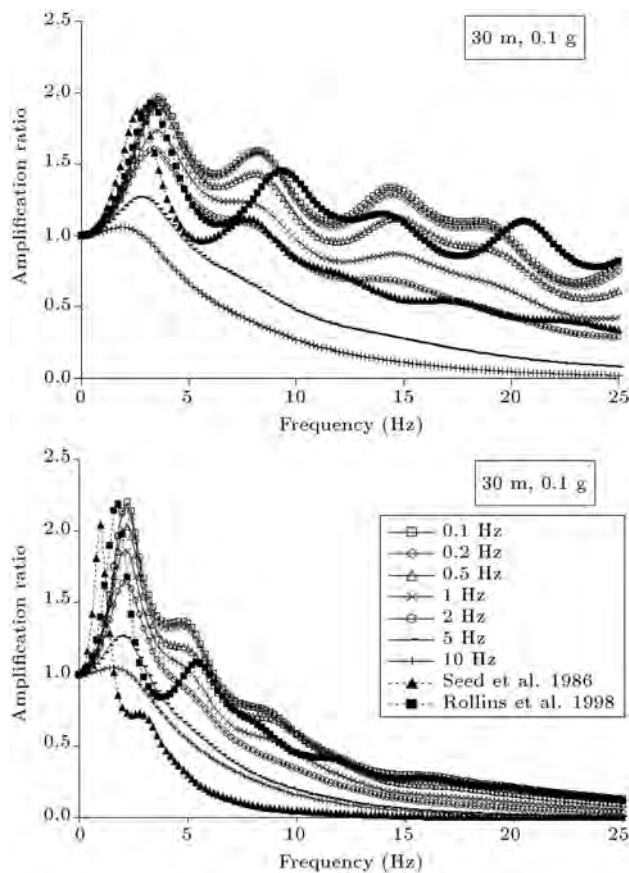 30 m, 0.1 g
2.5
2.0
1.5
1.0
0.5
0.0
Amplification ratio
0 5 10 15 20 25
Frequency (Hz)
30 m, 0.1 g
2.5
2.0
1.5
1.0
0.5
0.0
Amplification ratio
0.1 Hz
0.2 Hz
0.5 Hz
1 Hz
2 Hz
5 Hz
10 Hz
Seed et al. 1986
Rollins et al. 1998
0 5 10 15 20 25
Frequency (Hz)